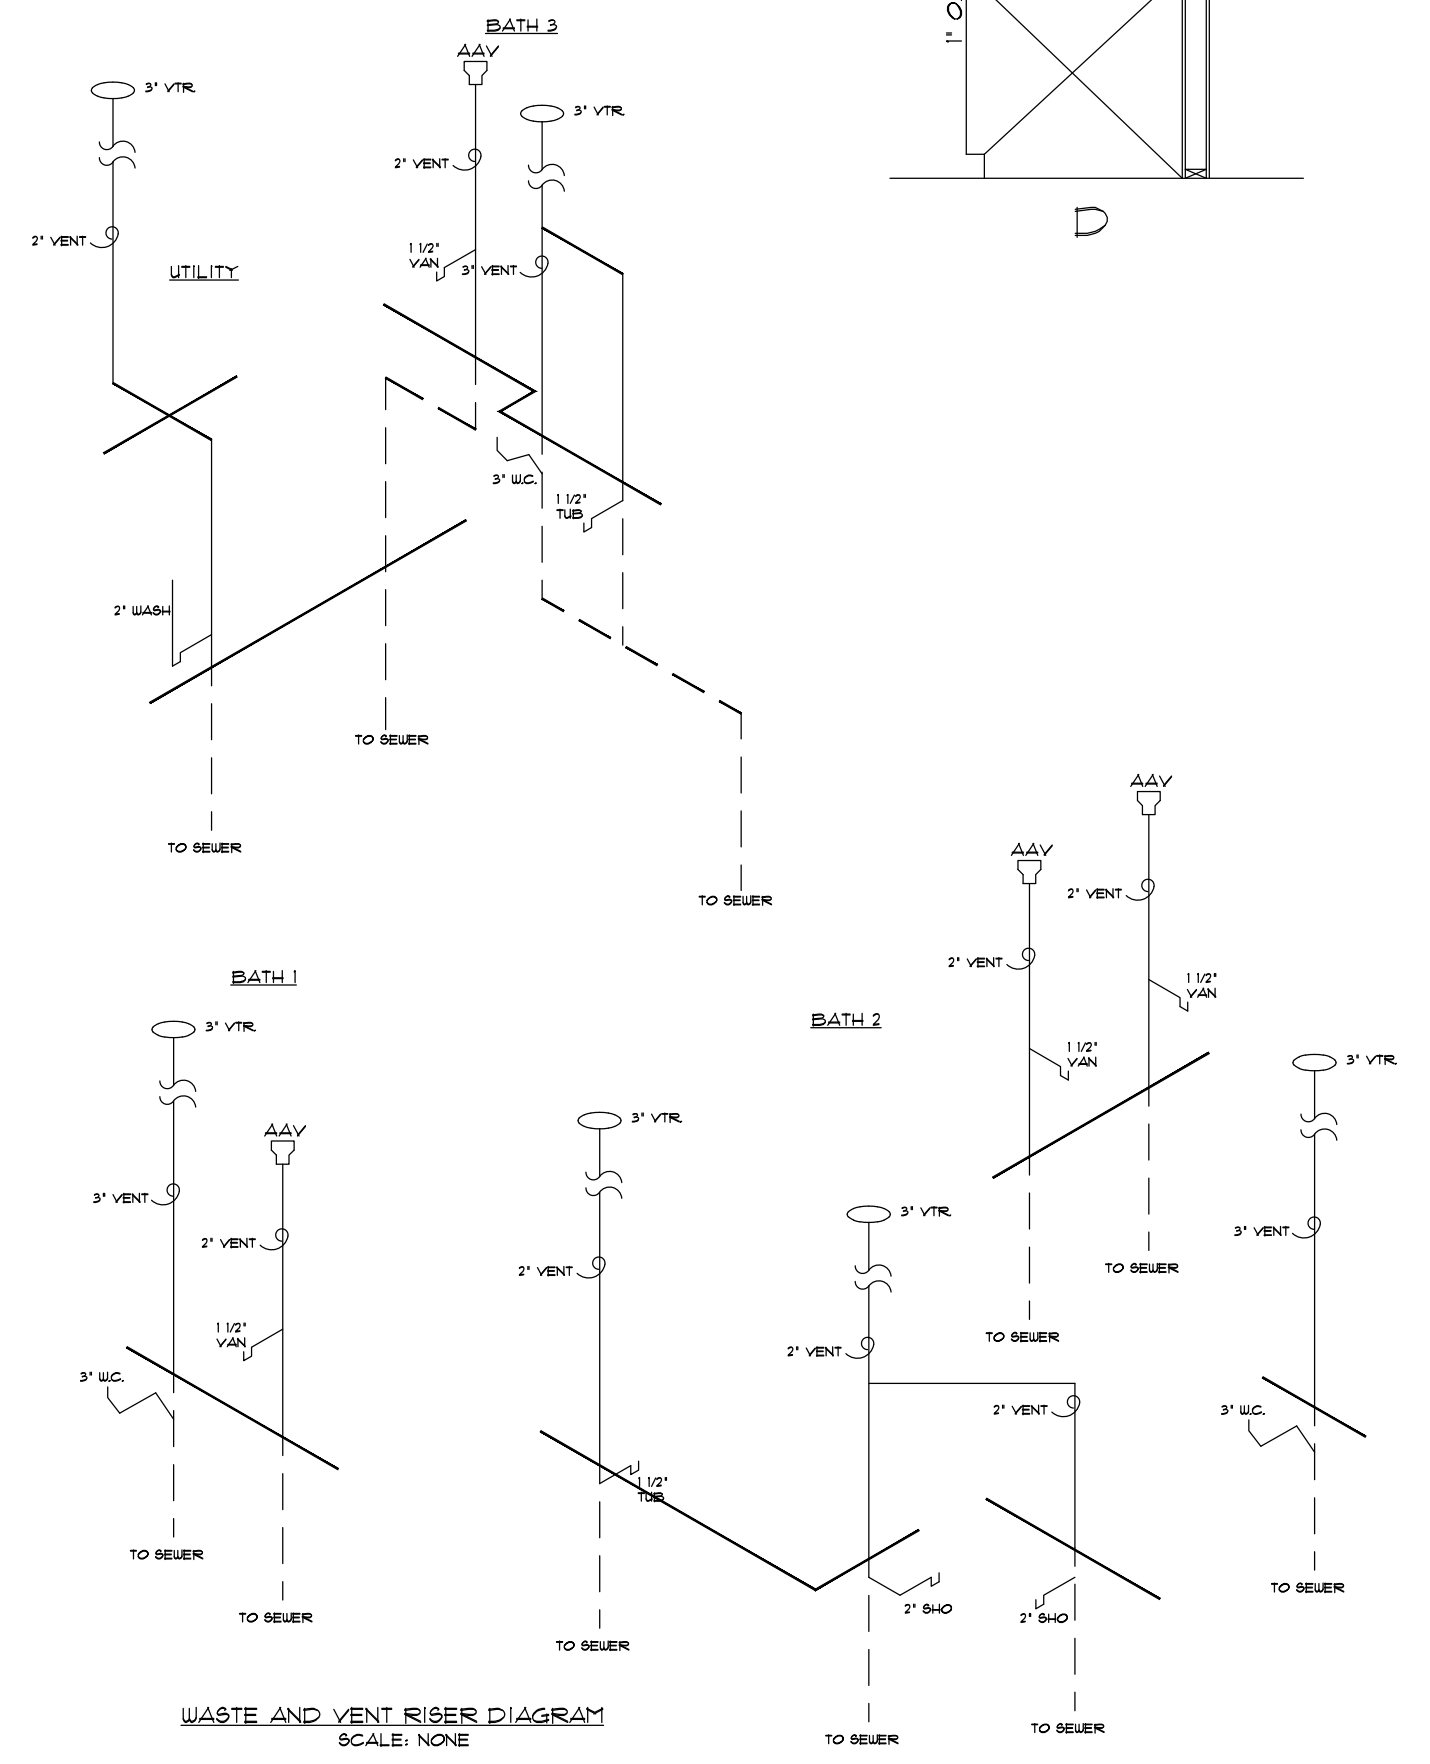 BATH 3
AAV
1" O
3" VTR.
3" VTR.
2" VENT
D
2" VENT
1 1/2"
VAN
3" VENT
UTILITY
3" W.C.
1 1/2"
TUB
2" WASH
TO SEWER
TO SEWER
TO SEWER
AAV
AAV
2" VENT
2" VENT
BATH 1
1 1/2"
VAN
BATH 2
3" VTR.
1 1/2"
VAN
3" VTR.
AAV
3" VTR.
3" VENT
3" VTR.
2" VENT
3" VENT
2" VENT
TO SEWER
1 1/2"
VAN
TO SEWER
2" VENT
3" W.C.
2" VENT
3" W.C.
1 1/2"
TUB
TO SEWER
TO SEWER
2" SHO
2" SHO
TO SEWER
TO SEWER
WASTE AND VENT RISER DIAGRAM
TO SEWER
SCALE: NONE
TO SEWER